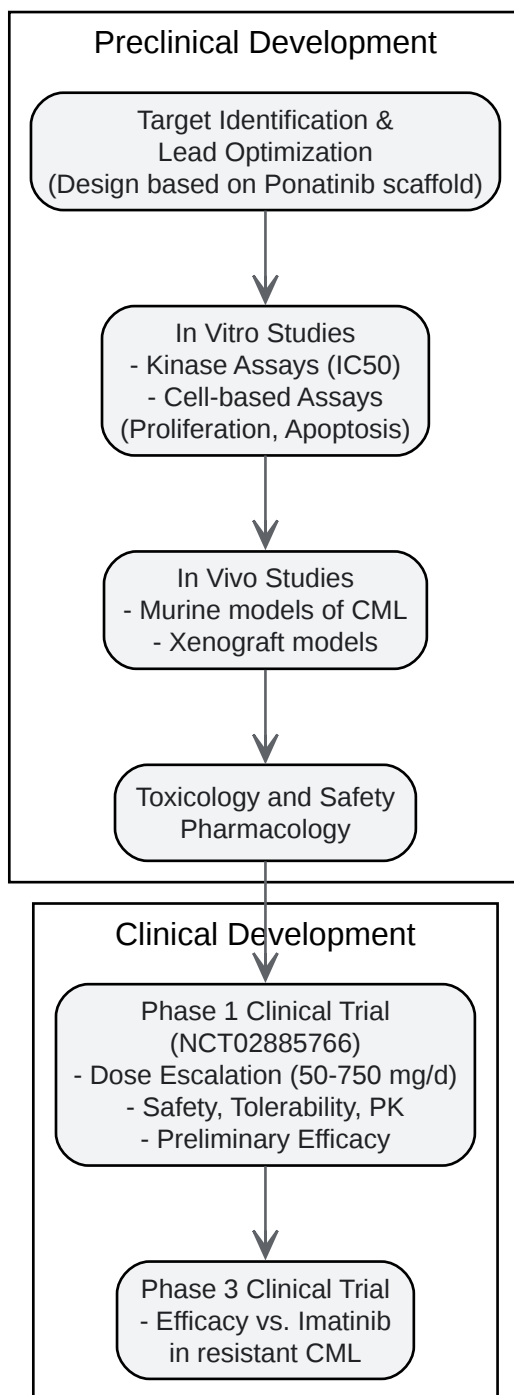 Preclinical Development
Target Identification &
Lead Optimization
(Design based on Ponatinib scaffold)
In Vitro Studies
- Kinase Assays (IC50)
- Cell-based Assays
(Proliferation, Apoptosis)
In Vivo Studies
- Murine models of CML
- Xenograft models
Toxicology and Safety
Pharmacology
Clinical Development
Phase 1 Clinical Trial
(NCT02885766)
- Dose Escalation (50-750 mg/d)
- Safety, Tolerability, PK
- Preliminary Efficacy
Phase 3 Clinical Trial
- Efficacy vs. Imatinib
in resistant CML